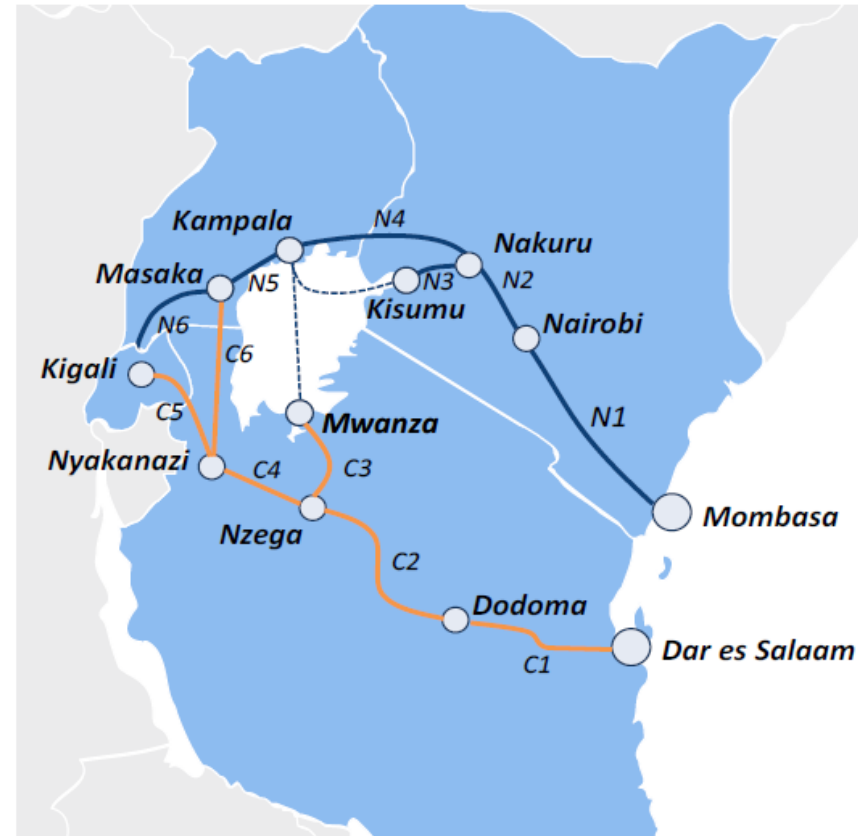 Kampala
N4
Nakuru
Masaka
N5
N3
N2
Kisumu
Nairobi
N6
C6
Kigali
C5
Mwanza
N1
Nyakanazi
C4
C3
Nzega
Mombasa
C2
Dodoma
Dar es Salaam
C1